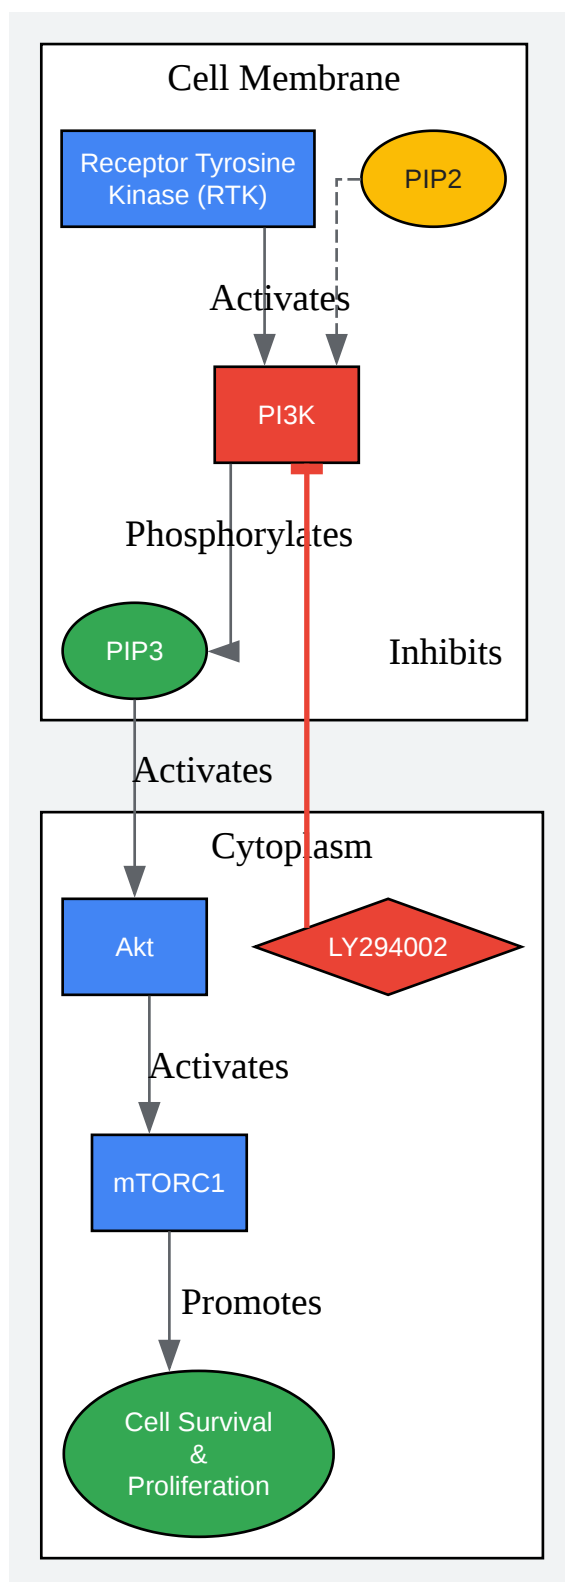 Cell Membrane
Receptor Tyrosine
Kinase (RTK)
PIP2
Activates
PI3K
Phosphorylates
PIP3
Inhibits
Activates
Cytoplasm
Akt
LY294002
Activates
mTORC1
Promotes
Cell Survival
&
Proliferation